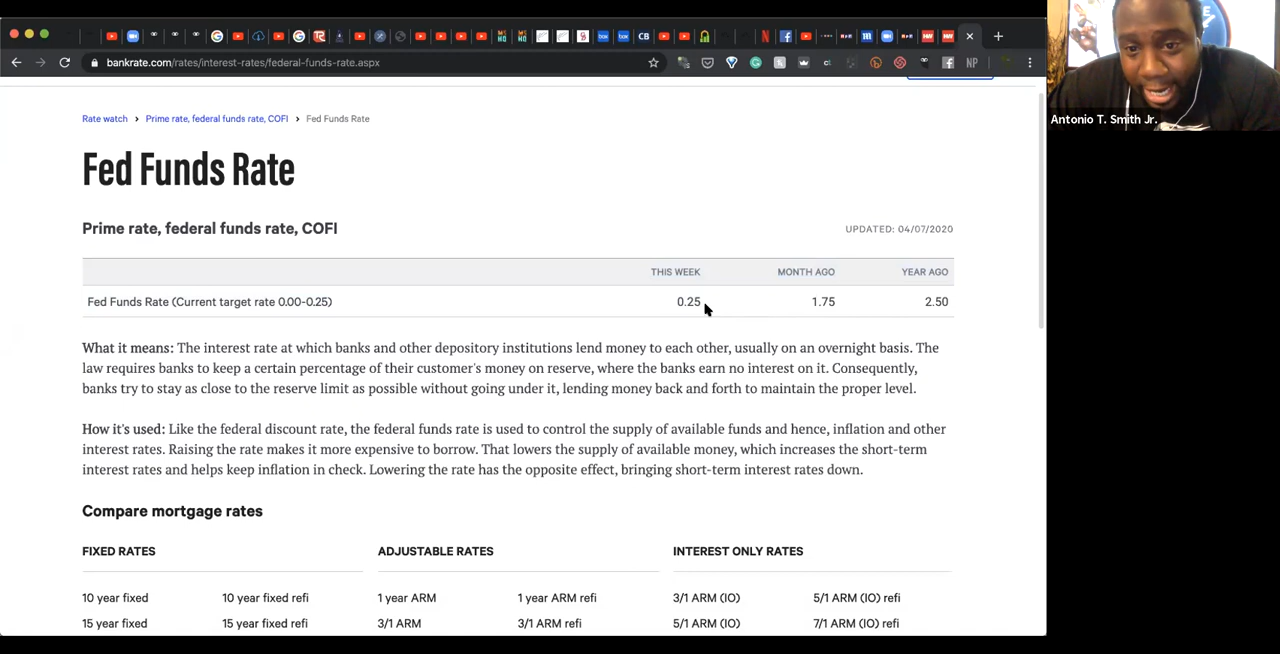 bankrate.com/rates/interest-rates/federal-funds-rate.aspx
NP
Antonio T. Smith Jr.
Rate watch > Prime rate, federal funds rate, COFI > Fed Funds Rate
Fed Funds Rate
Prime rate, federal funds rate, COFI
UPDATED: 04/07/2020
THIS WEEK MONTH AGO YEAR AGO
Fed Funds Rate (Current target rate 0.00-0.25) 0.25 1.75 2.50
What it means: The interest rate at which banks and other depository institutions lend money to each other, usually on an overnight basis. The
law requires banks to keep a certain percentage of their customer's money on reserve, where the banks earn no interest on it. Consequently,
banks try to stay as close to the reserve limit as possible without going under it, lending money back and forth to maintain the proper level.
How it's used: Like the federal discount rate, the federal funds rate is used to control the supply of available funds and hence, inflation and other
interest rates. Raising the rate makes it more expensive to borrow. That lowers the supply of available money, which increases the short-term
interest rates and helps keep inflation in check. Lowering the rate has the opposite effect, bringing short-term interest rates down.
Compare mortgage rates
FIXED RATES ADJUSTABLE RATES INTEREST ONLY RATES
10 year fixed 10 year fixed refi 1 year ARM 1 year ARM refi 3/1 ARM (IO) 5/1 ARM (IO) refi
15 year fixed 15 year fixed refi 3/1 ARM 3/1 ARM refi 5/1 ARM (IO) 7/1 ARM (IO) refi